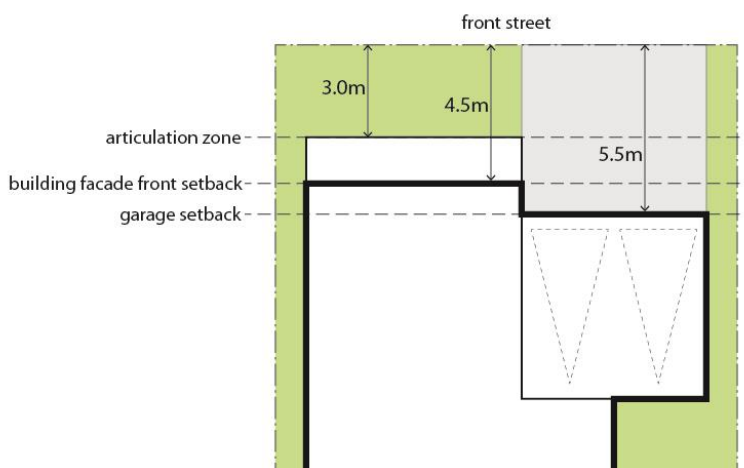 front street
3.0m
4.5m
articulation zone
5.5m
building facade front setback
garage setback